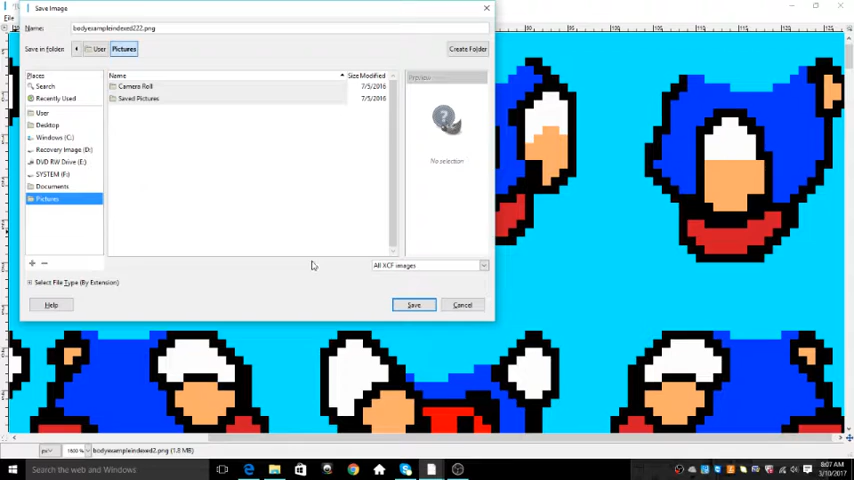 Save Image
File
Name: bodyexampleindexed222.png
Save in folder: User Pictures
Create Folder
Places
Name
Size Modified
Preview
Search
Camera Roll
7/5/2016
Recently Used
Saved Pictures
7/5/2016
User
Desktop
Windows (C:)
Recovery Image (D:)
No selection
DVD RW Drive (E:)
SYSTEM (F:)
Documents
Pictures
All XCF images
Select File Type (By Extension)
Help
Save
Cancel
px 1600 % bodyexampleindexed2.png (1.8 MB)
Search the web and Windows
8:07 AM
3/10/2017